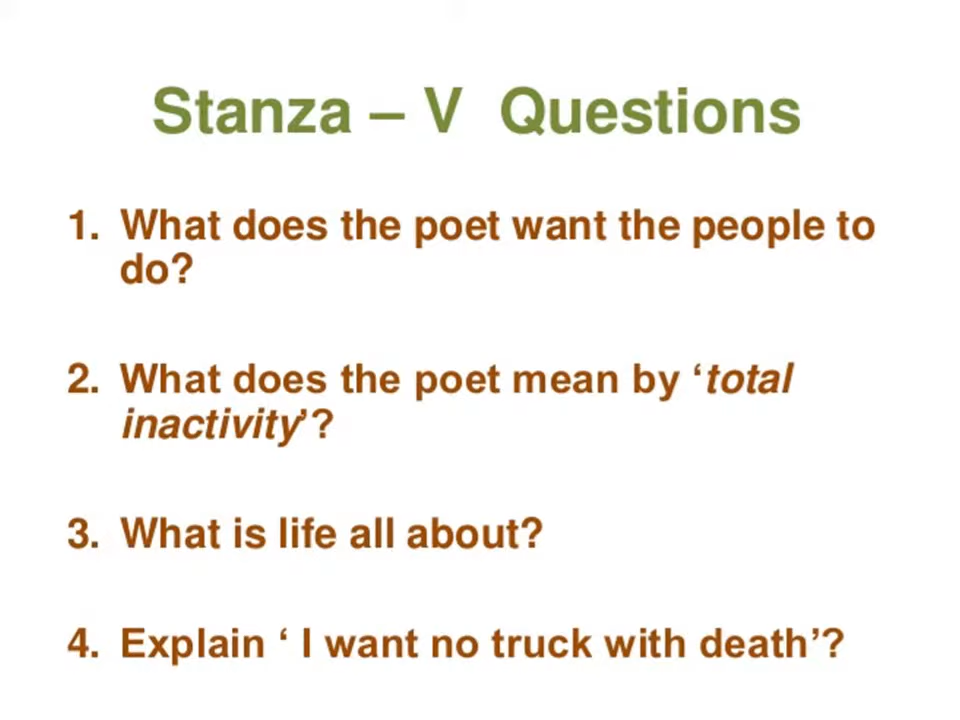 Stanza – V Questions
1. What does the poet want the people to
do?
2. What does the poet mean by ‘total
inactivity’?
3. What is life all about?
4. Explain ‘ I want no truck with death’?